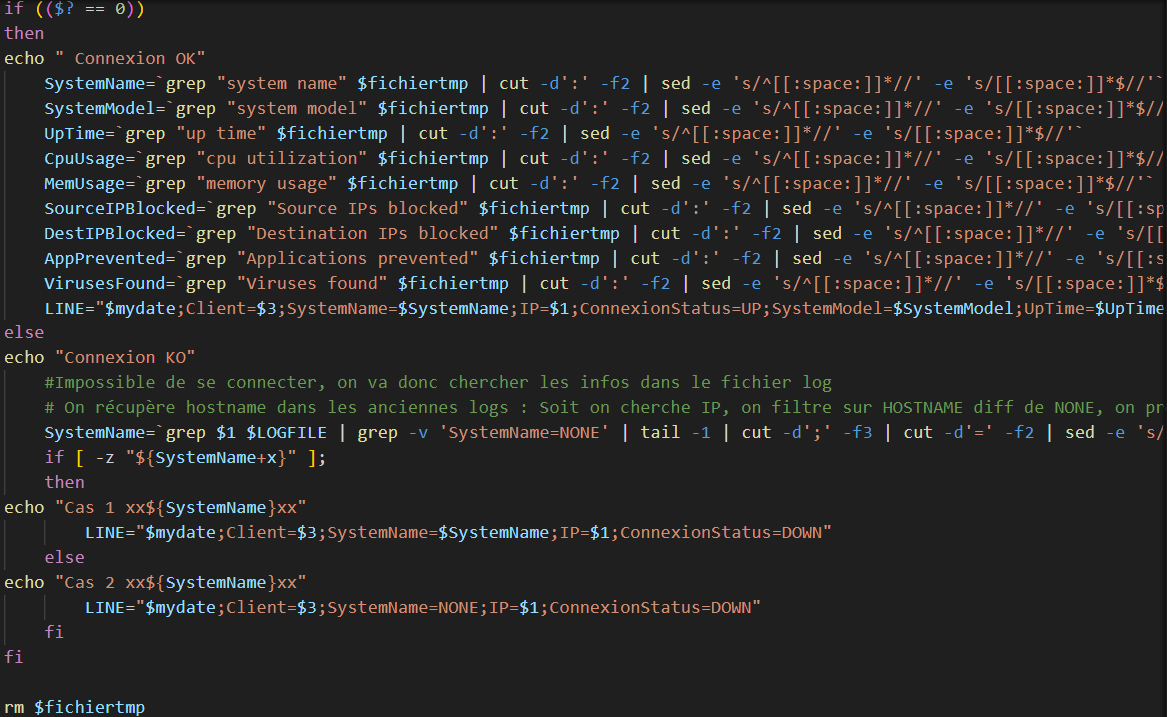 if (($? == 0))
then
echo " Connexion OK"
    SystemName=`grep "system name" $fichiertmp | cut -d':' -f2 | sed -e 's/^[[:space:]]*//' -e 's/[[:space:]]*$//'`
    SystemModel=`grep "system model" $fichiertmp | cut -d':' -f2 | sed -e 's/^[[:space:]]*//' -e 's/[[:space:]]*$//
    UpTime=`grep "up time" $fichiertmp | cut -d':' -f2 | sed -e 's/^[[:space:]]*//' -e 's/[[:space:]]*$//'`
    CpuUsage=`grep "cpu utilization" $fichiertmp | cut -d':' -f2 | sed -e 's/^[[:space:]]*//' -e 's/[[:space:]]*$//
    MemUsage=`grep "memory usage" $fichiertmp | cut -d':' -f2 | sed -e 's/^[[:space:]]*//' -e 's/[[:space:]]*$//'`
    SourceIPBlocked=`grep "Source IPs blocked" $fichiertmp | cut -d':' -f2 | sed -e 's/^[[:space:]]*//' -e 's/[[:sp
    DestIPBlocked=`grep "Destination IPs blocked" $fichiertmp | cut -d':' -f2 | sed -e 's/^[[:space:]]*//' -e 's/[[
    AppPrevented=`grep "Applications prevented" $fichiertmp | cut -d':' -f2 | sed -e 's/^[[:space:]]*//' -e 's/[[:s
    VirusesFound=`grep "Viruses found" $fichiertmp | cut -d':' -f2 | sed -e 's/^[[:space:]]*//' -e 's/[[:space:]]*$
    LINE="$mydate;Client=$3;SystemName=$SystemName;IP=$1;ConnexionStatus=UP;SystemModel=$SystemModel;UpTime=$UpTime
else
echo "Connexion KO"
    #Impossible de se connecter, on va donc chercher les infos dans le fichier log
    # On récupère hostname dans les anciennes logs : Soit on cherche IP, on filtre sur HOSTNAME diff de NONE, on pr
    SystemName=`grep $1 $LOGFILE | grep -v 'SystemName=NONE' | tail -1 | cut -d';' -f3 | cut -d'=' -f2 | sed -e 's/
    if [ -z "${SystemName+x}" ];
    then
echo "Cas 1 xx${SystemName}xx"
        LINE="$mydate;Client=$3;SystemName=$SystemName;IP=$1;ConnexionStatus=DOWN"
    else
echo "Cas 2 xx${SystemName}xx"
        LINE="$mydate;Client=$3;SystemName=NONE;IP=$1;ConnexionStatus=DOWN"
    fi
fi
rm $fichiertmp